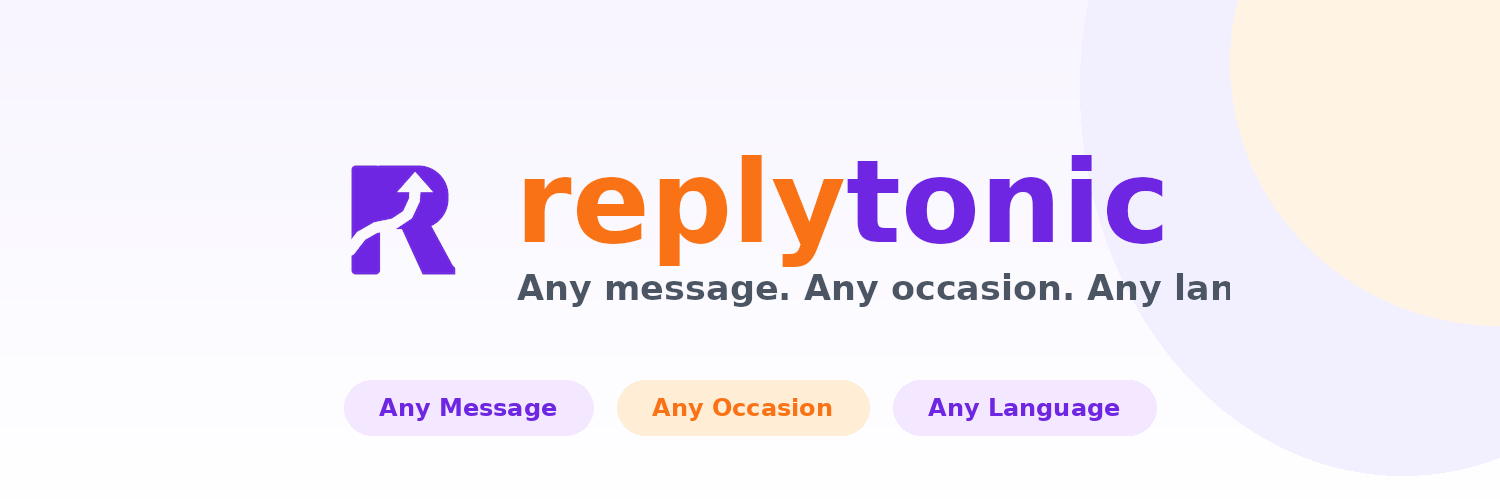 replytonic
Any message. Any occasion. Any lan
Any Message
Any Occasion
Any Language